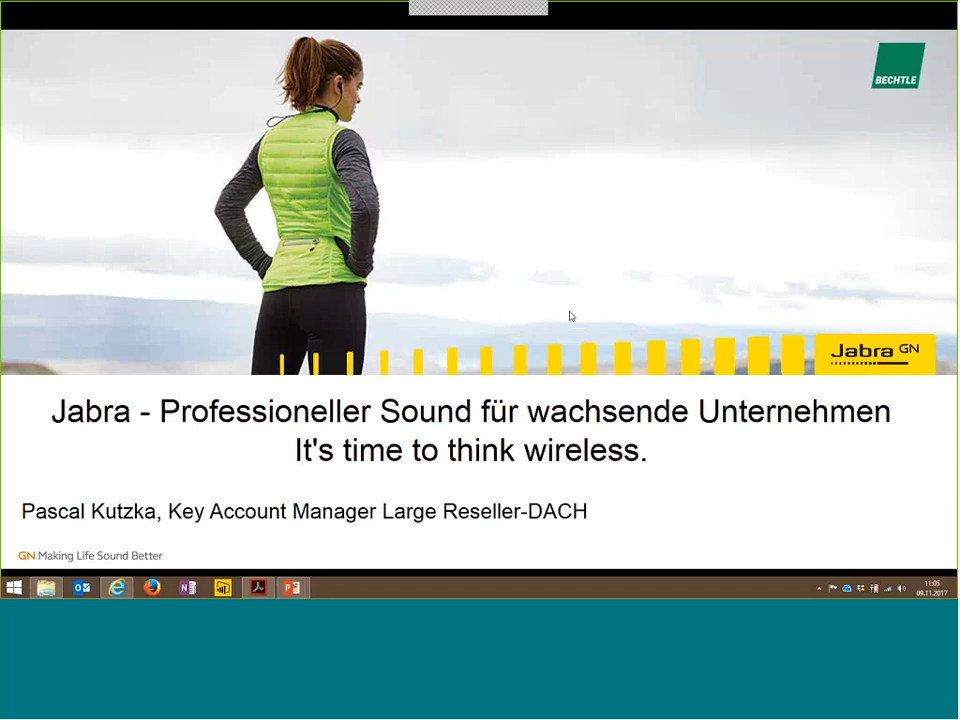 BECHTLE
Jabra GN
Jabra - Professioneller Sound für wachsende Unternehmen
It's time to think wireless.
Pascal Kutzka, Key Account Manager Large Reseller-DACH
GN Making Life Sound Better
11:05
09.11.2017